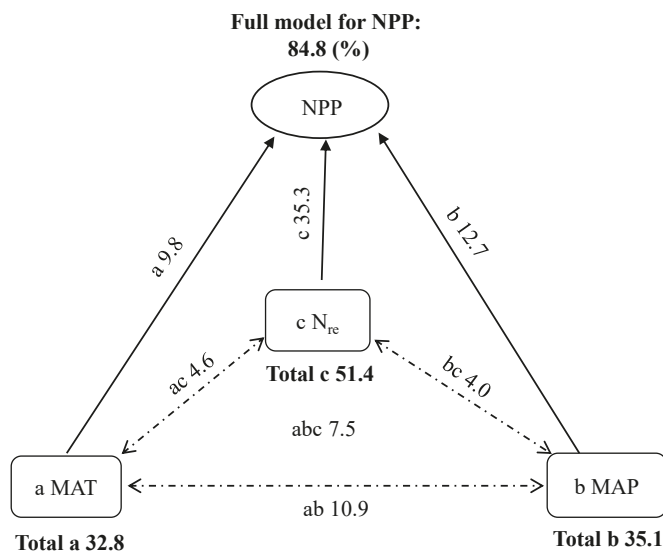 Full model for NPP:
84.8 (%)
NPP
a 9.8
c 35.3
b 12.7
c Nre
ac 4.6
Total c 51.4
bc 4.0
abc 7.5
a MAT
b MAP
ab 10.9
Total a 32.8
Total b 35.1